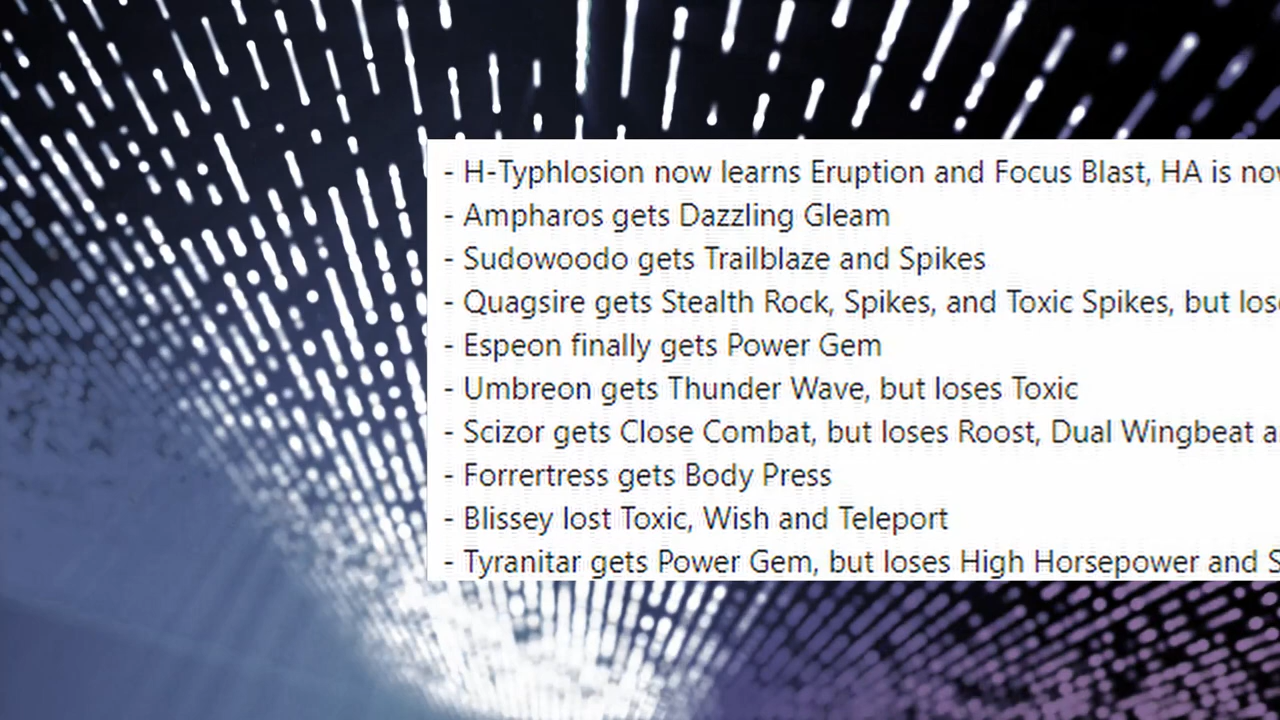 - H-Typhlosion now learns Eruption and Focus Blast, HA is
- Ampharos gets Dazzling Gleam
- Sudowoodo gets Trailblaze and Spikes
- Quagsire gets Stealth Rock, Spikes, and Toxic Spikes, but
- Espeon finally gets Power Gem
- Umbreon gets Thunder Wave, but loses Toxic
- Scizor gets Close Combat, but loses Roost, Dual Wingbeat
- Forrertress gets Body Press
- Blissey lost Toxic, Wish and Teleport
- Tyranitar gets Power Gem, but loses High Horsepower and